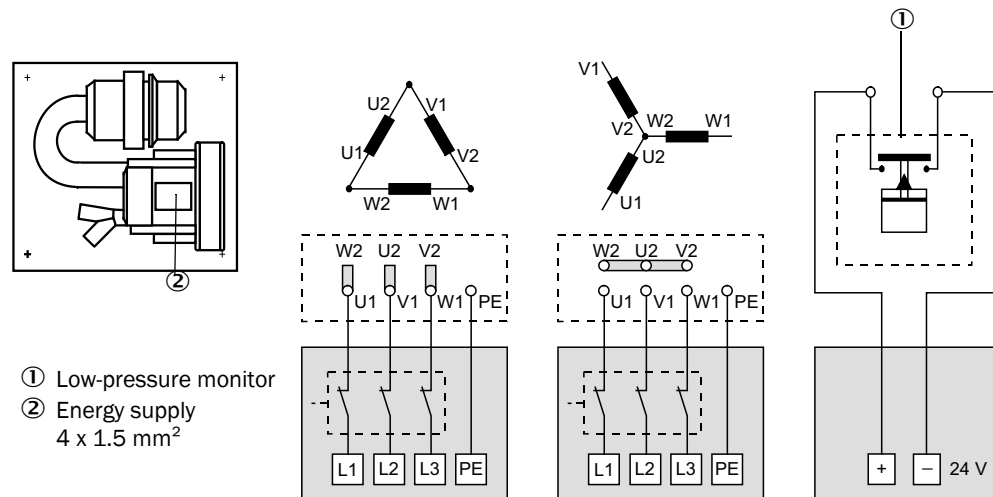 ①
②
① Low-pressure monitor
② Energy supply
4 x 1.5 mm²
U2 V1
U1 V2
W2 W1
W2 U2 V2
U1 V1 W1 PE
L1 L2 L3 PE
V1
V2 W2 W1
U2
U1
W2 U2 V2
U1 V1 W1 PE
L1 L2 L3 PE
①
+ – 24 V